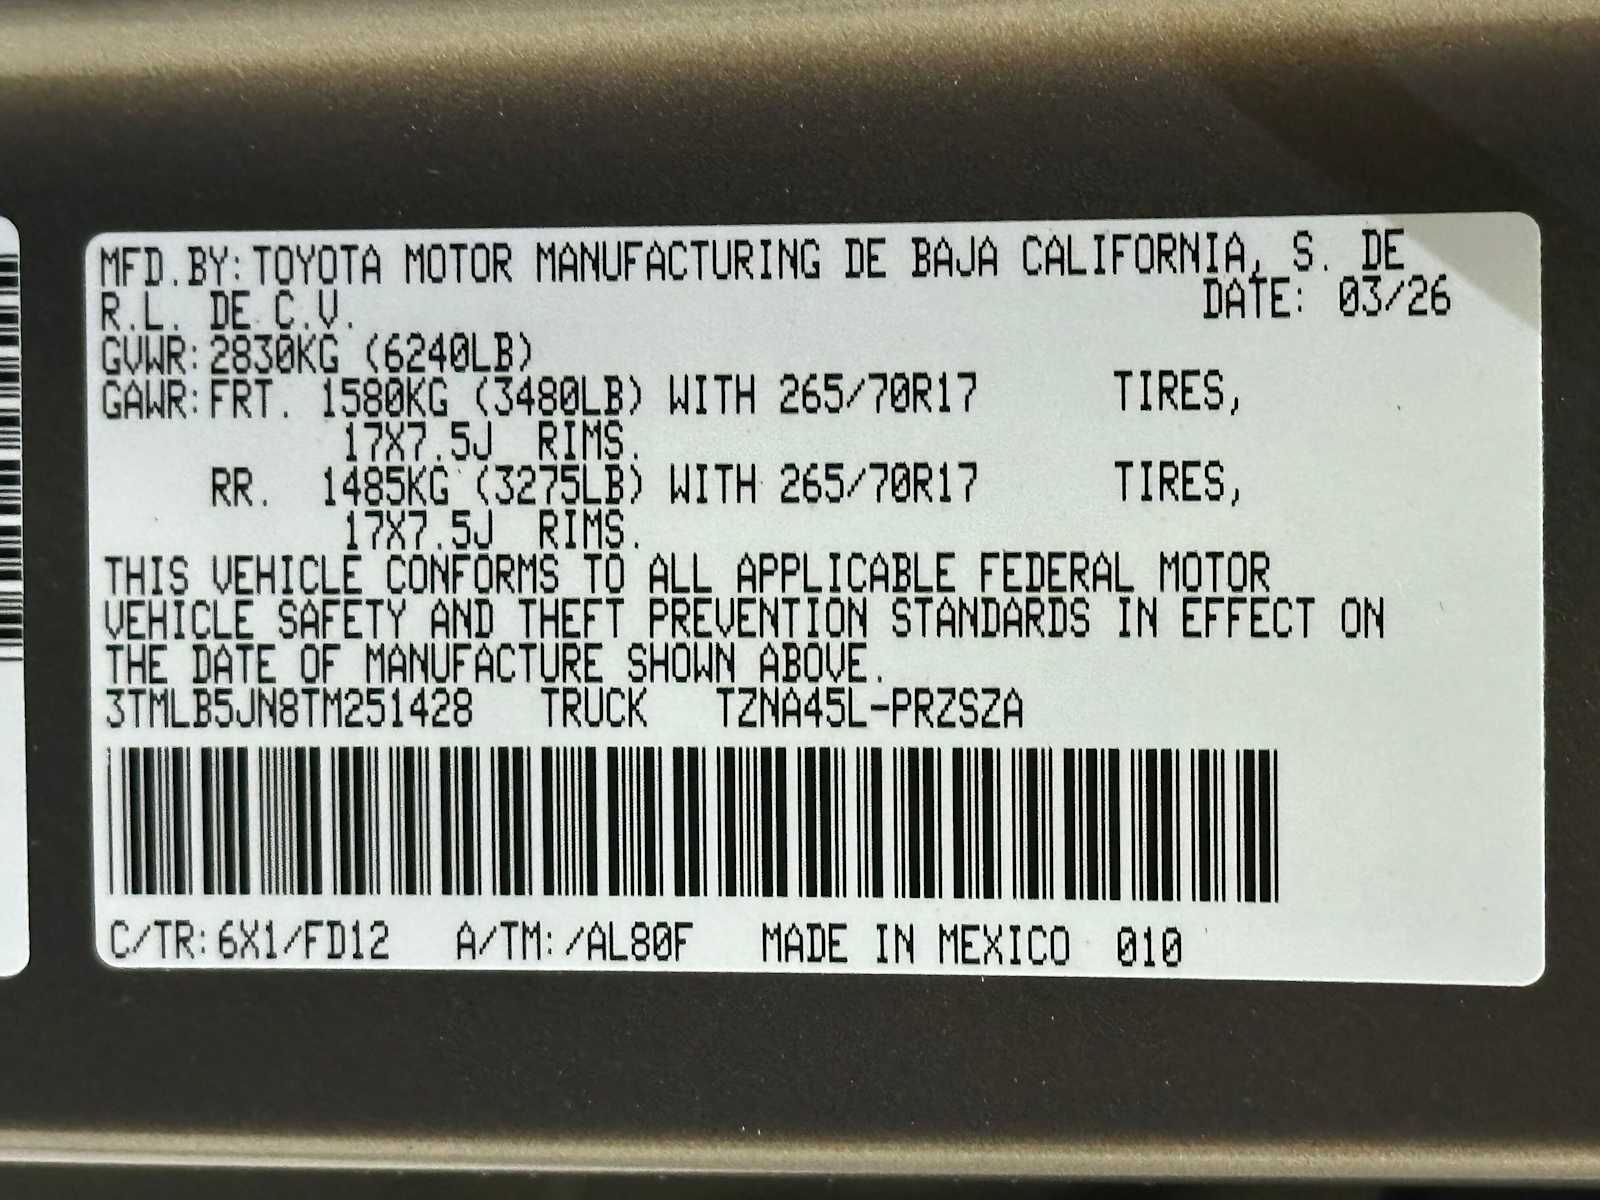 MFD.BY:TOYOTA MOTOR MANUFACTURING DE BAJA CALIFORNIA, S. DE
R.L. DE C.V. DATE: 03/26
GVWR:2830KG (6240LB)
GAWR:FRT. 1580KG (3480LB) WITH 265/70R17 TIRES,
17X7.5J RIMS.
RR. 1485KG (3275LB) WITH 265/70R17 TIRES,
17X7.5J RIMS.
THIS VEHICLE CONFORMS TO ALL APPLICABLE FEDERAL MOTOR
VEHICLE SAFETY AND THEFT PREVENTION STANDARDS IN EFFECT ON
THE DATE OF MANUFACTURE SHOWN ABOVE.
3TMLB5JN8TM251428 TRUCK TZNA45L-PRZSZA
C/TR:6X1/FD12 A/TM:/AL80F MADE IN MEXICO 010